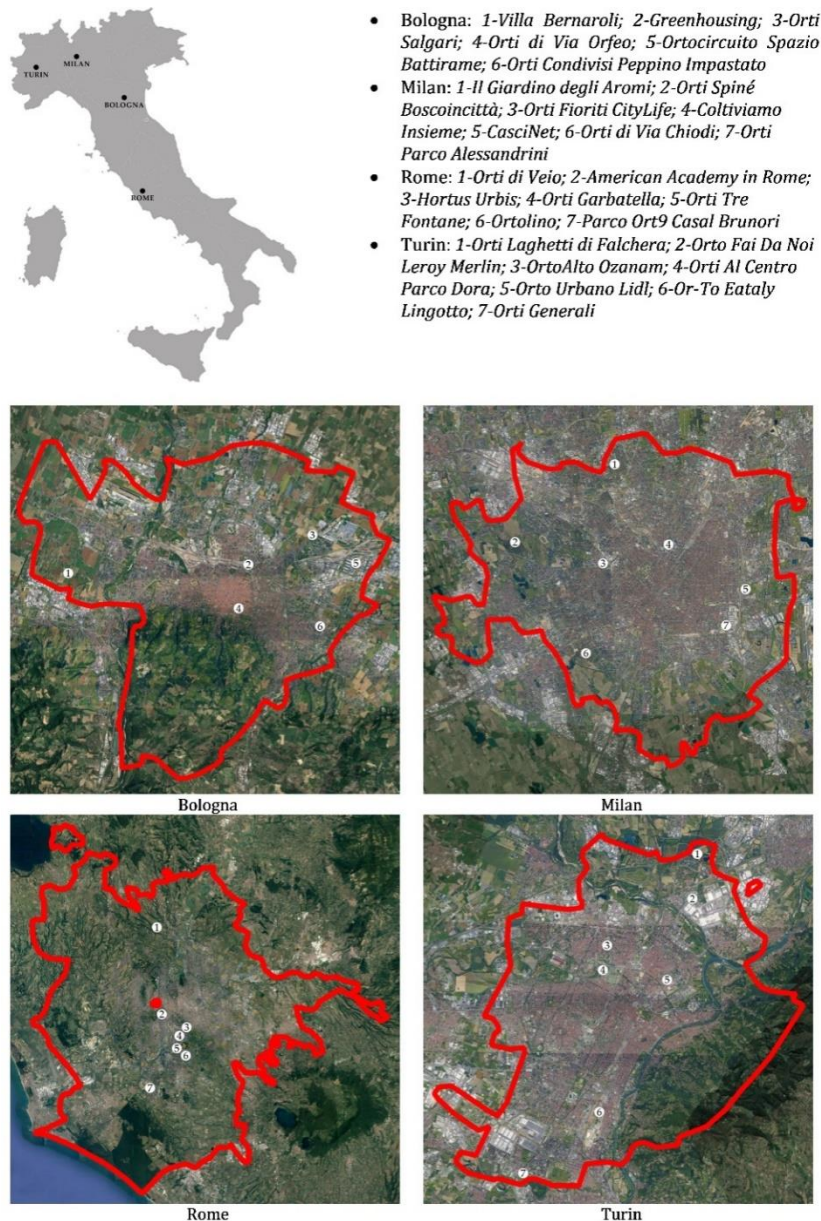 MILAN
TURIN
BOLOGNA
ROME
• Bologna: 1-Villa Bernaroli; 2-Greenhousing; 3-Orti
Salgari; 4-Orti di Via Orfeo; 5-Ortocircuito Spazio
Battirame; 6-Orti Condivisi Peppino Impastato
• Milan: 1-Il Giardino degli Aromi; 2-Orti Spiné
Boscoincittà; 3-Orti Fioriti CityLife; 4-Coltiviamo
Insieme; 5-CasciNet; 6-Orti di Via Chiodi; 7-Orti
Parco Alessandrini
• Rome: 1-Orti di Veio; 2-American Academy in Rome;
3-Hortus Urbis; 4-Orti Garbatella; 5-Orti Tre
Fontane; 6-Ortolino; 7-Parco Ort9 Casal Brunori
• Turin: 1-Orti Laghetti di Falchera; 2-Orto Fai Da Noi
Leroy Merlin; 3-OrtoAlto Ozanam; 4-Orti Al Centro
Parco Dora; 5-Orto Urbano Lidl; 6-Or-To Eataly
Lingotto; 7-Orti Generali
3
2
5
1
4
6
Bologna
1
4
2
3
5
7
6
Milan
1
2
3
4
5
6
7
Rome
1
2
3
4
5
6
7
Turin